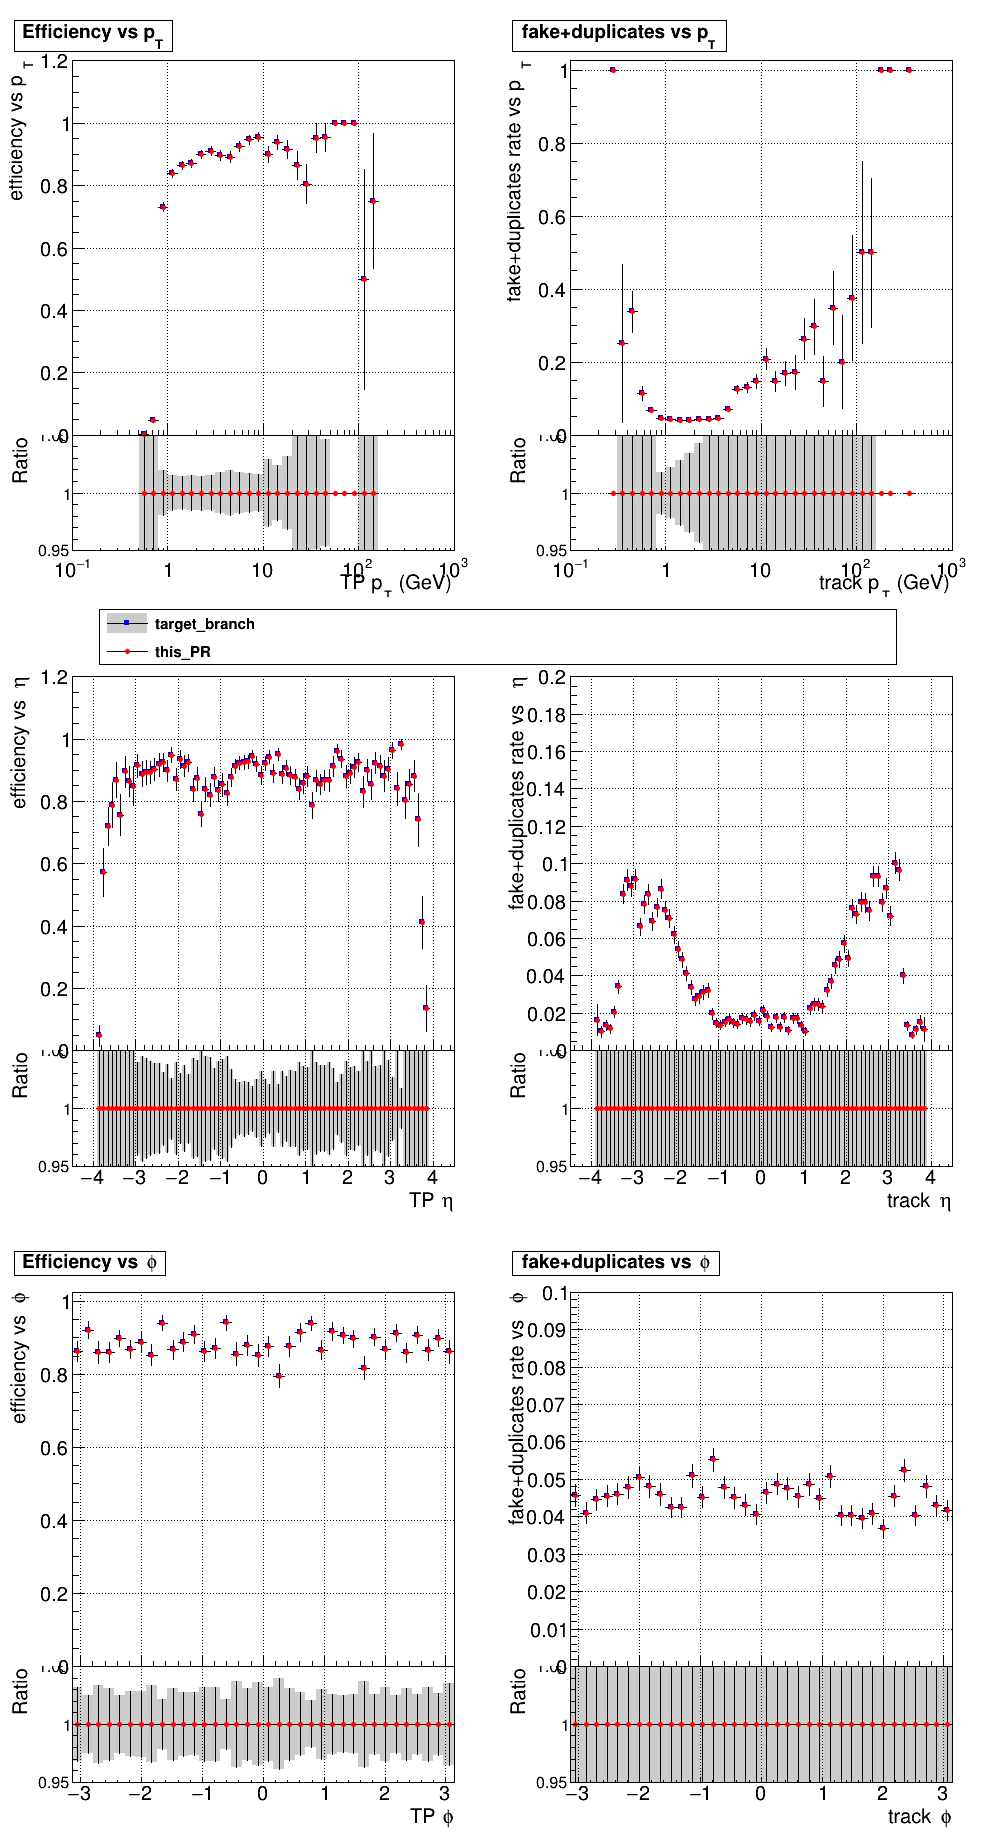 Efficiency vs p_T
fake+duplicates vs p_T
efficiency vs p_T
1.2
1
0.8
0.6
0.4
0.2
0
Ratio
1
0.95
10⁻¹ 1 10 10² 10³
TP p_T (GeV)
fake+duplicates rate vs p_T
1
0.8
0.6
0.4
0.2
0
Ratio
1
0.95
10⁻¹ 1 10 10² 10³
track p_T (GeV)
target_branch
this_PR
efficiency vs η
1.2
1
0.8
0.6
0.4
0.2
0
Ratio
1
0.95
−4 −3 −2 −1 0 1 2 3 4
TP η
fake+duplicates rate vs η
0.2
0.18
0.16
0.14
0.12
0.1
0.08
0.06
0.04
0.02
0
Ratio
1
0.95
−4 −3 −2 −1 0 1 2 3 4
track η
Efficiency vs ϕ
fake+duplicates vs ϕ
efficiency vs ϕ
1
0.8
0.6
0.4
0.2
0
Ratio
1
0.95
−3 −2 −1 0 1 2 3
TP ϕ
fake+duplicates rate vs ϕ
0.1
0.09
0.08
0.07
0.06
0.05
0.04
0.03
0.02
0.01
0
Ratio
1
0.95
−3 −2 −1 0 1 2 3
track ϕ